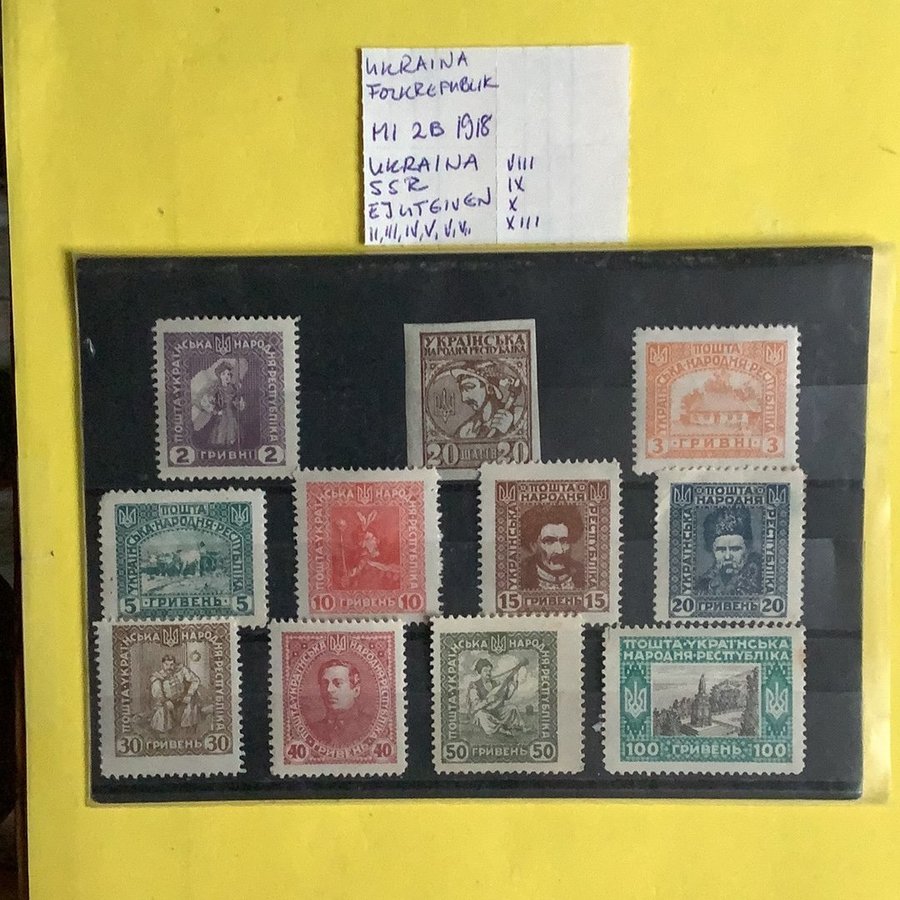 UKRAINA
FOLKREPUBLIK
MI 2B 1918
UKRAINA VIII
SSR IX
EJ UTGIVEN X
II, III, IV, V, VI, VII XIII
ПОШТА·УКРАЇНСЬКА НАРОДНЯ·РЕСПУБЛІКА
2 ГРИВНІ
УКРАЇНСЬКА
НАРОДНЯ РЕСПУБЛІКА
20 ШАГІВ 20
ПОШТА
УКРАЇНСЬКА·НАРОДНА·РЕСПУБЛІКА
3 ГРИВНІ 3
ПОШТА
УКРАЇНСЬКА·НАРОДНЯ·РЕСПУБЛІКА
5 ГРИВЕНЬ 5
ПОШТА·УКРАЇНСЬКА НАРОДНЯ·РЕСПУБЛІКА
10 ГРИВЕНЬ 10
ПОШТА
УКРАЇНСЬКА НАРОДНЯ РЕСПУБЛІКА
15 ГРИВЕНЬ 15
ПОШТА
УКРАЇНСЬКА НАРОДНЯ РЕСПУБЛІКА
20 ГРИВЕНЬ 20
ПОШТА·УКРАЇНСЬКА НАРОДНЯ·РЕСПУБЛІКА
30 ГРИВЕНЬ 30
ПОШТА·УКРАЇНСЬКА НАРОДНЯ РЕСПУБЛІКА
40 ГРИВЕНЬ 40
ПОШТА·УКРАЇНСЬКА НАРОДНЯ·РЕСПУБЛІКА
50 ГРИВЕНЬ 50
ПОШТА·УКРАЇНСЬКА
НАРОДНЯ·РЕСПУБЛІКА
100 ГРИВЕНЬ 100